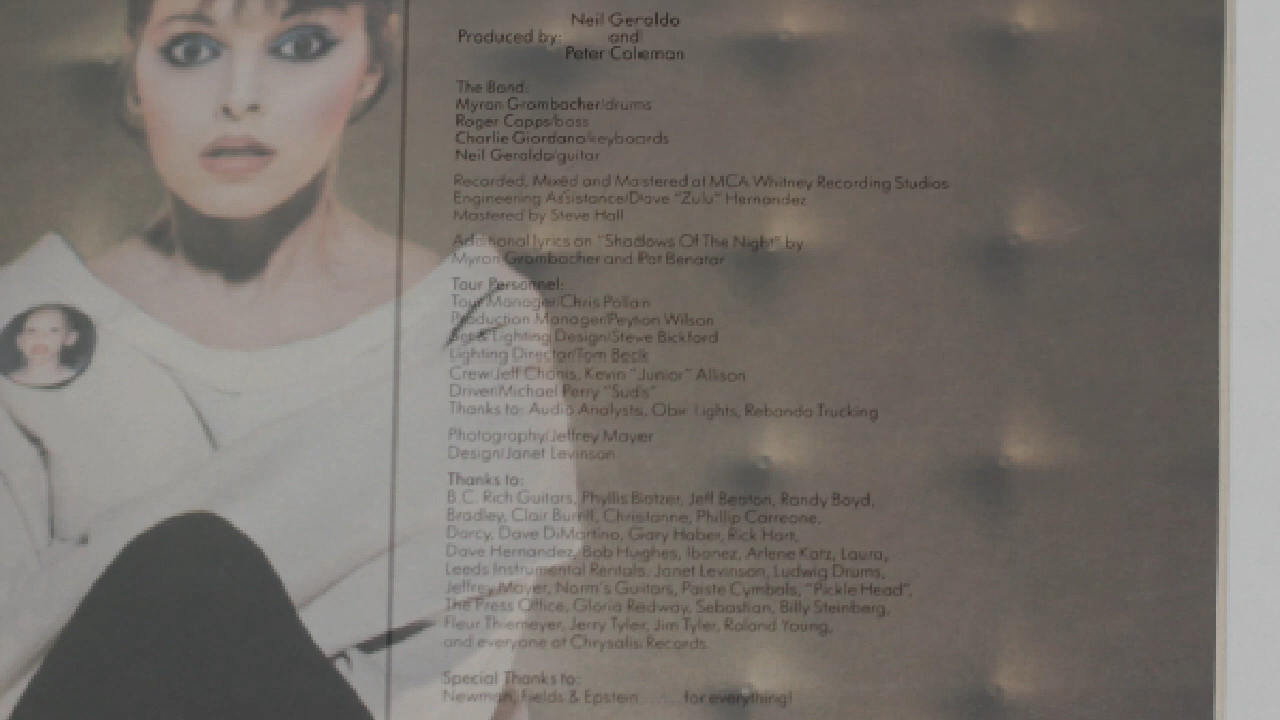 Neil Geraldo
Produced by: and
Peter Coleman
The Band:
Myron Grombacher/drums
Roger Capps/bass
Charlie Giordano/keyboards
Neil Geraldo/guitar
Recorded, Mixed and Mastered at MCA Whitney Recording Studios
Engineering Assistance/Dave "Zulu" Hernandez
Mastered by Steve Hall
Additional lyrics on "Shadows Of The Night" by
Myron Grombacher and Pat Benatar
Tour Personnel:
Tour Manager/Chris Pollan
Production Manager/Peyton Wilson
Set & Lighting Design/Steve Bickford
Lighting Director/Tom Beck
Crew/Jeff Chonis, Kevin "Junior" Allison
Driver/Michael Perry "Suds"
Thanks to: Audio Analysts, Obie Lights, Rebando Trucking
Photography/Jeffrey Mayer
Design/Janet Levinson
Thanks to:
B.C. Rich Guitars, Phyllis Biatzer, Jeff Beaton, Randy Boyd,
Bradley, Clair Burrill, Christanne, Phillip Carreone,
Darcy, Dave DiMartino, Gary Haber, Rick Hart,
Dave Hernandez, Bob Hughes, Ibanez, Arlene Katz, Laura,
Leeds Instrumental Rentals, Janet Levinson, Ludwig Drums,
Jeffrey Mayer, Norm's Guitars, Paiste Cymbals, "Pickle Head",
The Press Office, Gloria Redway, Sebastian, Billy Steinberg,
Fleur Thiemeyer, Jerry Tyler, Jim Tyler, Roland Young,
and everyone at Chrysalis Records.
Special Thanks to:
Newman, Fields & Epstein ...... for everything!